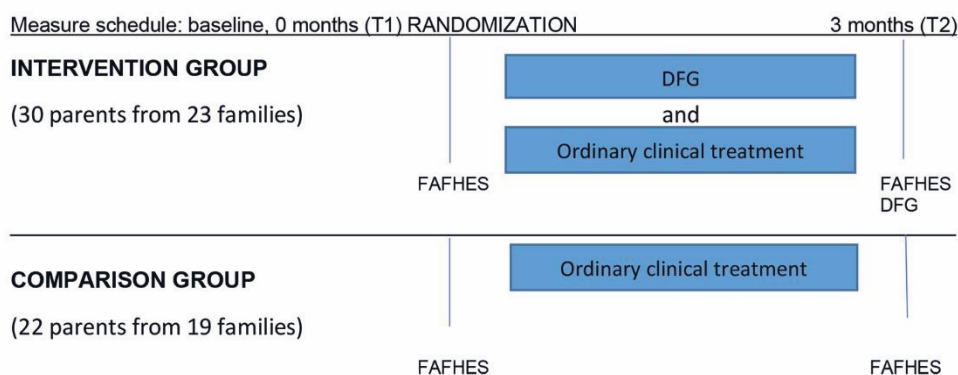 Measure schedule: baseline, 0 months (T1) RANDOMIZATION 3 months (T2)
INTERVENTION GROUP
(30 parents from 23 families)
DFG
and
Ordinary clinical treatment
FAFHES
FAFHES
DFG
COMPARISON GROUP
(22 parents from 19 families)
Ordinary clinical treatment
FAFHES
FAFHES